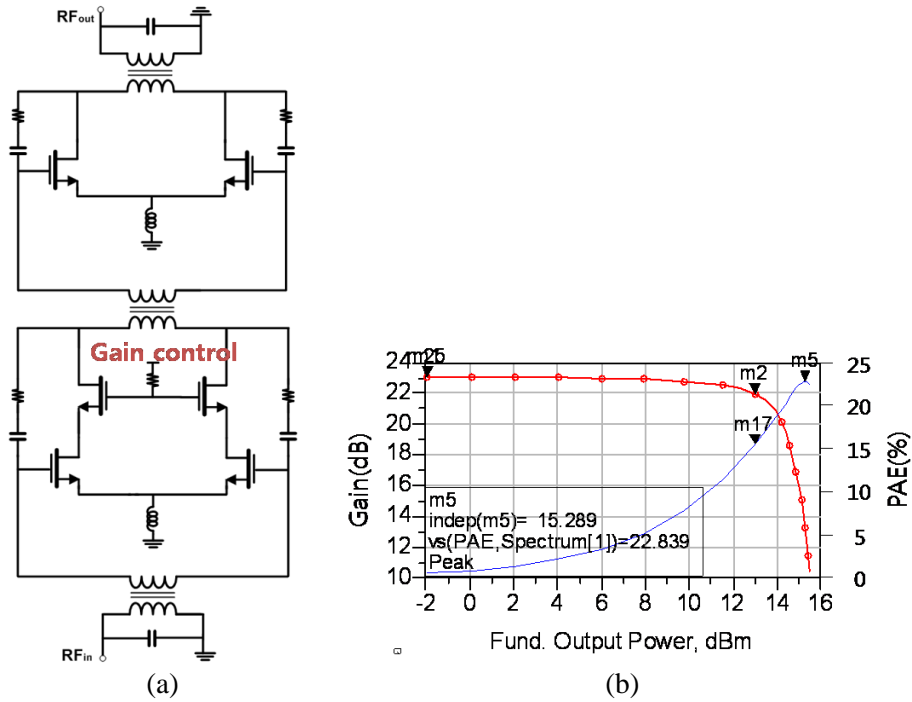 RFout
Gain control
RFin
(a)
m2
m5
m17
Gain(dB)
24
22
20
18
16
14
12
10
m5
indep(m5)= 15.289
vs(PAE,Spectrum[1])=22.839
Peak
25
20
15
10
5
0
PAE(%)
-2 0 2 4 6 8 10 12 14 16
Fund. Output Power, dBm
(b)